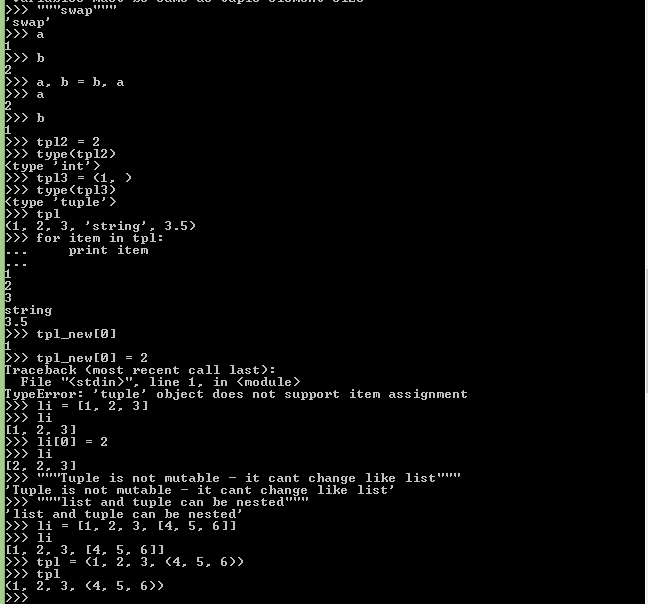 >>> """swap"""
'swap'
>>> a
1
>>> b
2
>>> a, b = b, a
>>> a
2
>>> b
1
>>> tpl2 = 2
>>> type(tpl2)
<type 'int'>
>>> tpl3 = (1, )
>>> type(tpl3)
<type 'tuple'>
>>> tpl
(1, 2, 3, 'string', 3.5)
>>> for item in tpl:
...     print item
...
1
2
3
string
3.5
>>> tpl_new[0]
1
>>> tpl_new[0] = 2
Traceback (most recent call last):
  File "<stdin>", line 1, in <module>
TypeError: 'tuple' object does not support item assignment
>>> li = [1, 2, 3]
>>> li
[1, 2, 3]
>>> li[0] = 2
>>> li
[2, 2, 3]
>>> """Tuple is not mutable - it cant change like list"""
'Tuple is not mutable - it cant change like list'
>>> """list and tuple can be nested"""
'list and tuple can be nested'
>>> li = [1, 2, 3, [4, 5, 6]]
>>> li
[1, 2, 3, [4, 5, 6]]
>>> tpl = (1, 2, 3, (4, 5, 6))
>>> tpl
(1, 2, 3, (4, 5, 6))
>>>